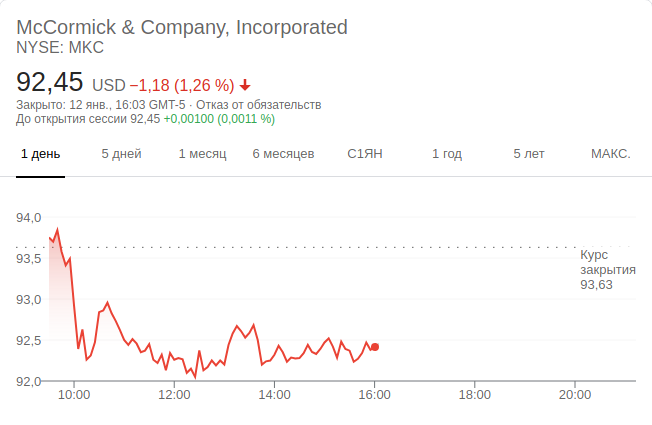 McCormick & Company, Incorporated
NYSE: MKC
92,45 USD −1,18 (1,26 %)
Закрыто: 12 янв., 16:03 GMT-5 · Отказ от обязательств
До открытия сессии 92,45 +0,00100 (0,0011 %)
1 день 5 дней 1 месяц 6 месяцев С1ЯН 1 год 5 лет МАКС.
94,0
93,5
93,0
92,5
92,0
Курс
закрытия
93,63
10:00 12:00 14:00 16:00 18:00 20:00